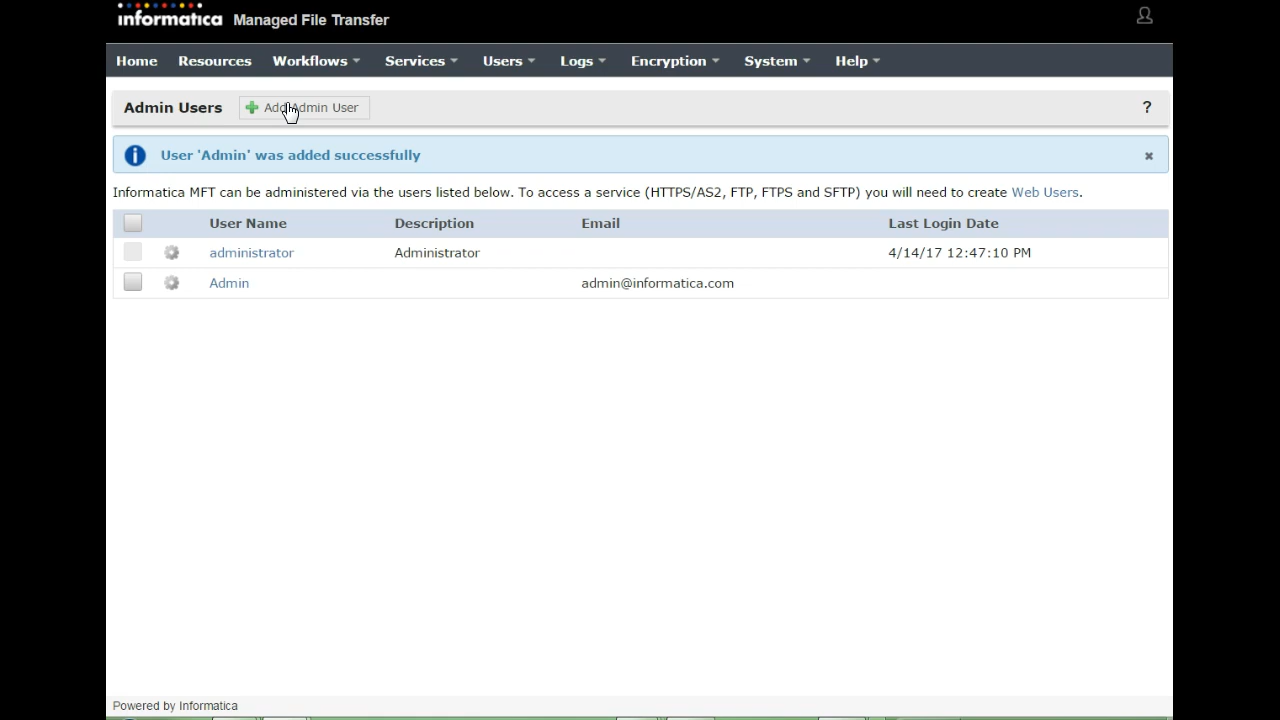 informatica Managed File Transfer
Home Resources Workflows Services Users Logs Encryption System Help
Admin Users Add Admin User ?
User 'Admin' was added successfully
Informatica MFT can be administered via the users listed below. To access a service (HTTPS/AS2, FTP, FTPS and SFTP) you will need to create Web Users.
User Name Description Email Last Login Date
administrator Administrator 4/14/17 12:47:10 PM
Admin admin@informatica.com
Powered by Informatica